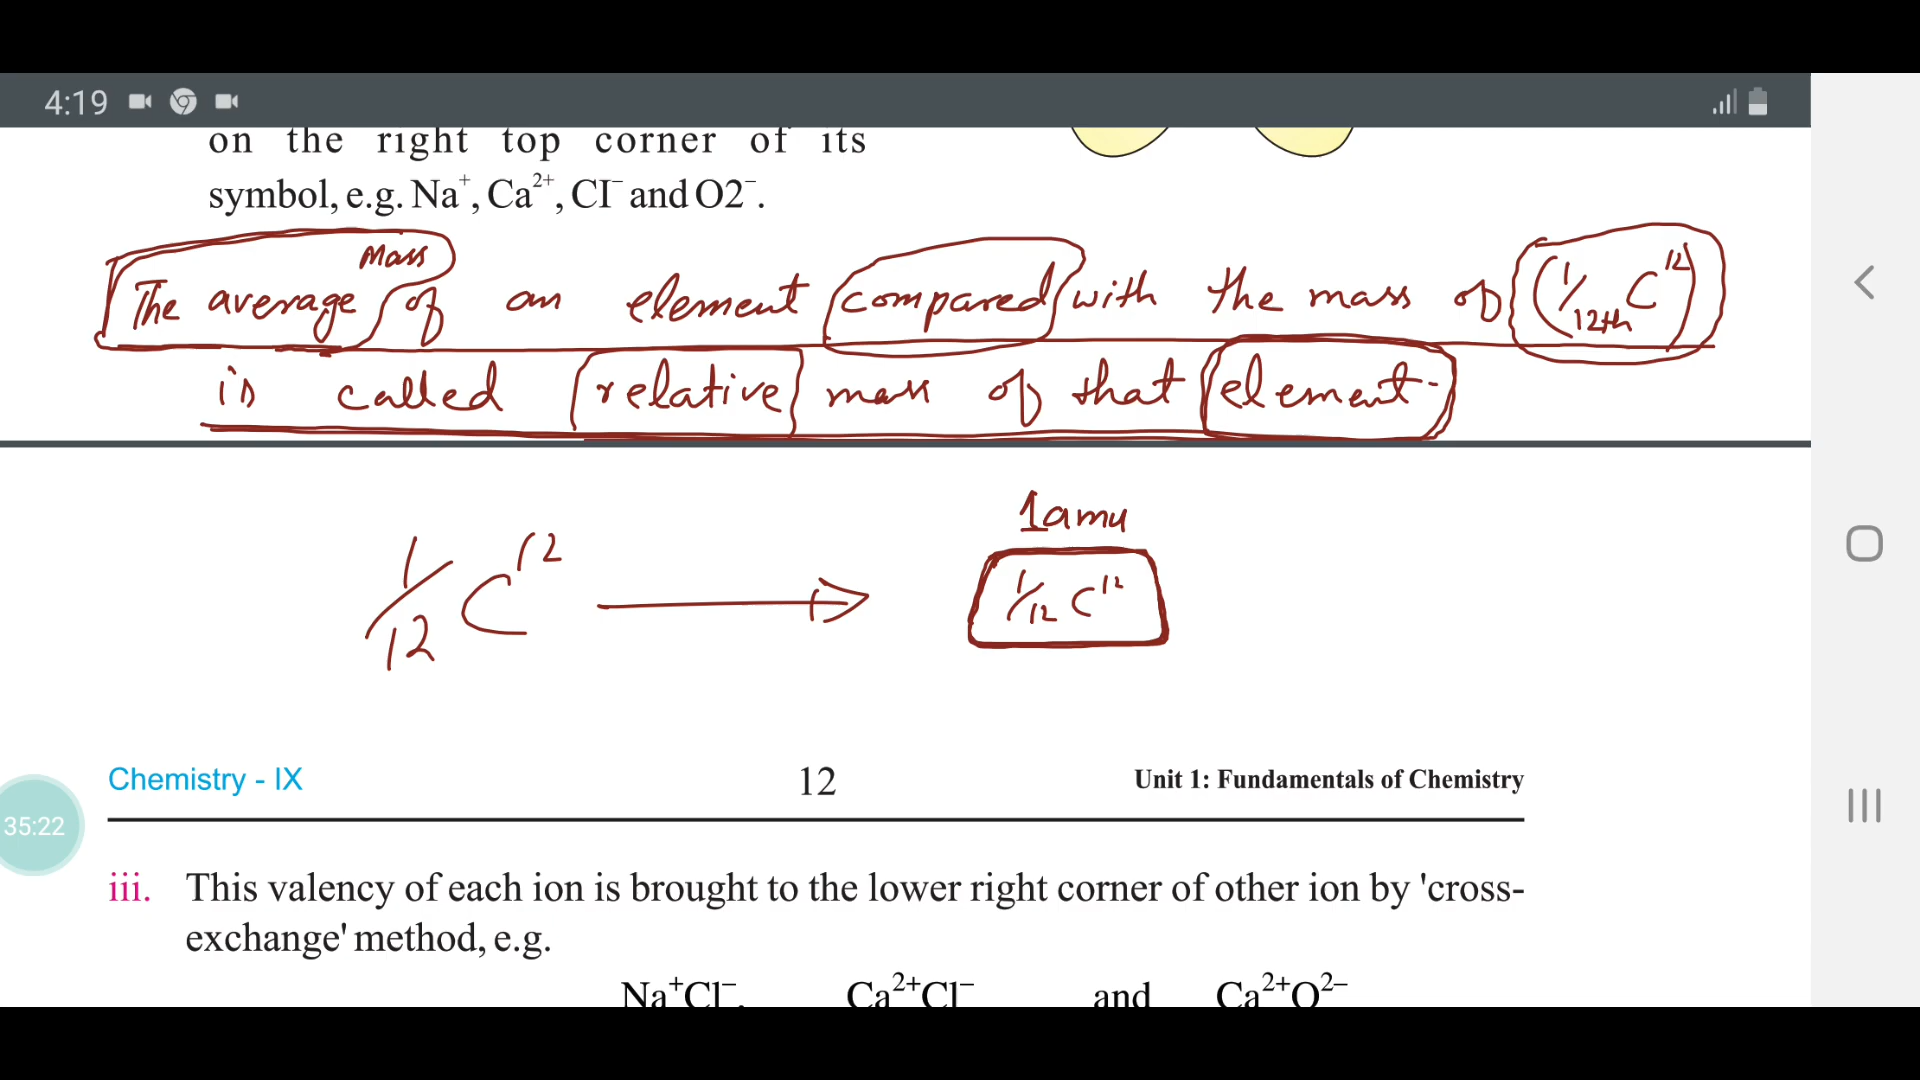 4:19
on the right top corner of its
symbol, e.g. Na⁺, Ca²⁺, Cl⁻ and O2⁻.
Mass
The average of an element compared with the mass of (1/12th C¹²)
is called relative mass of that element.
1 amu
1/12 C¹² 1/12 C¹²
Chemistry - IX 12 Unit 1: Fundamentals of Chemistry
35:22
iii. This valency of each ion is brought to the lower right corner of other ion by 'cross-
exchange' method, e.g.
Na⁺Cl⁻, Ca²⁺Cl⁻ and Ca²⁺O²⁻